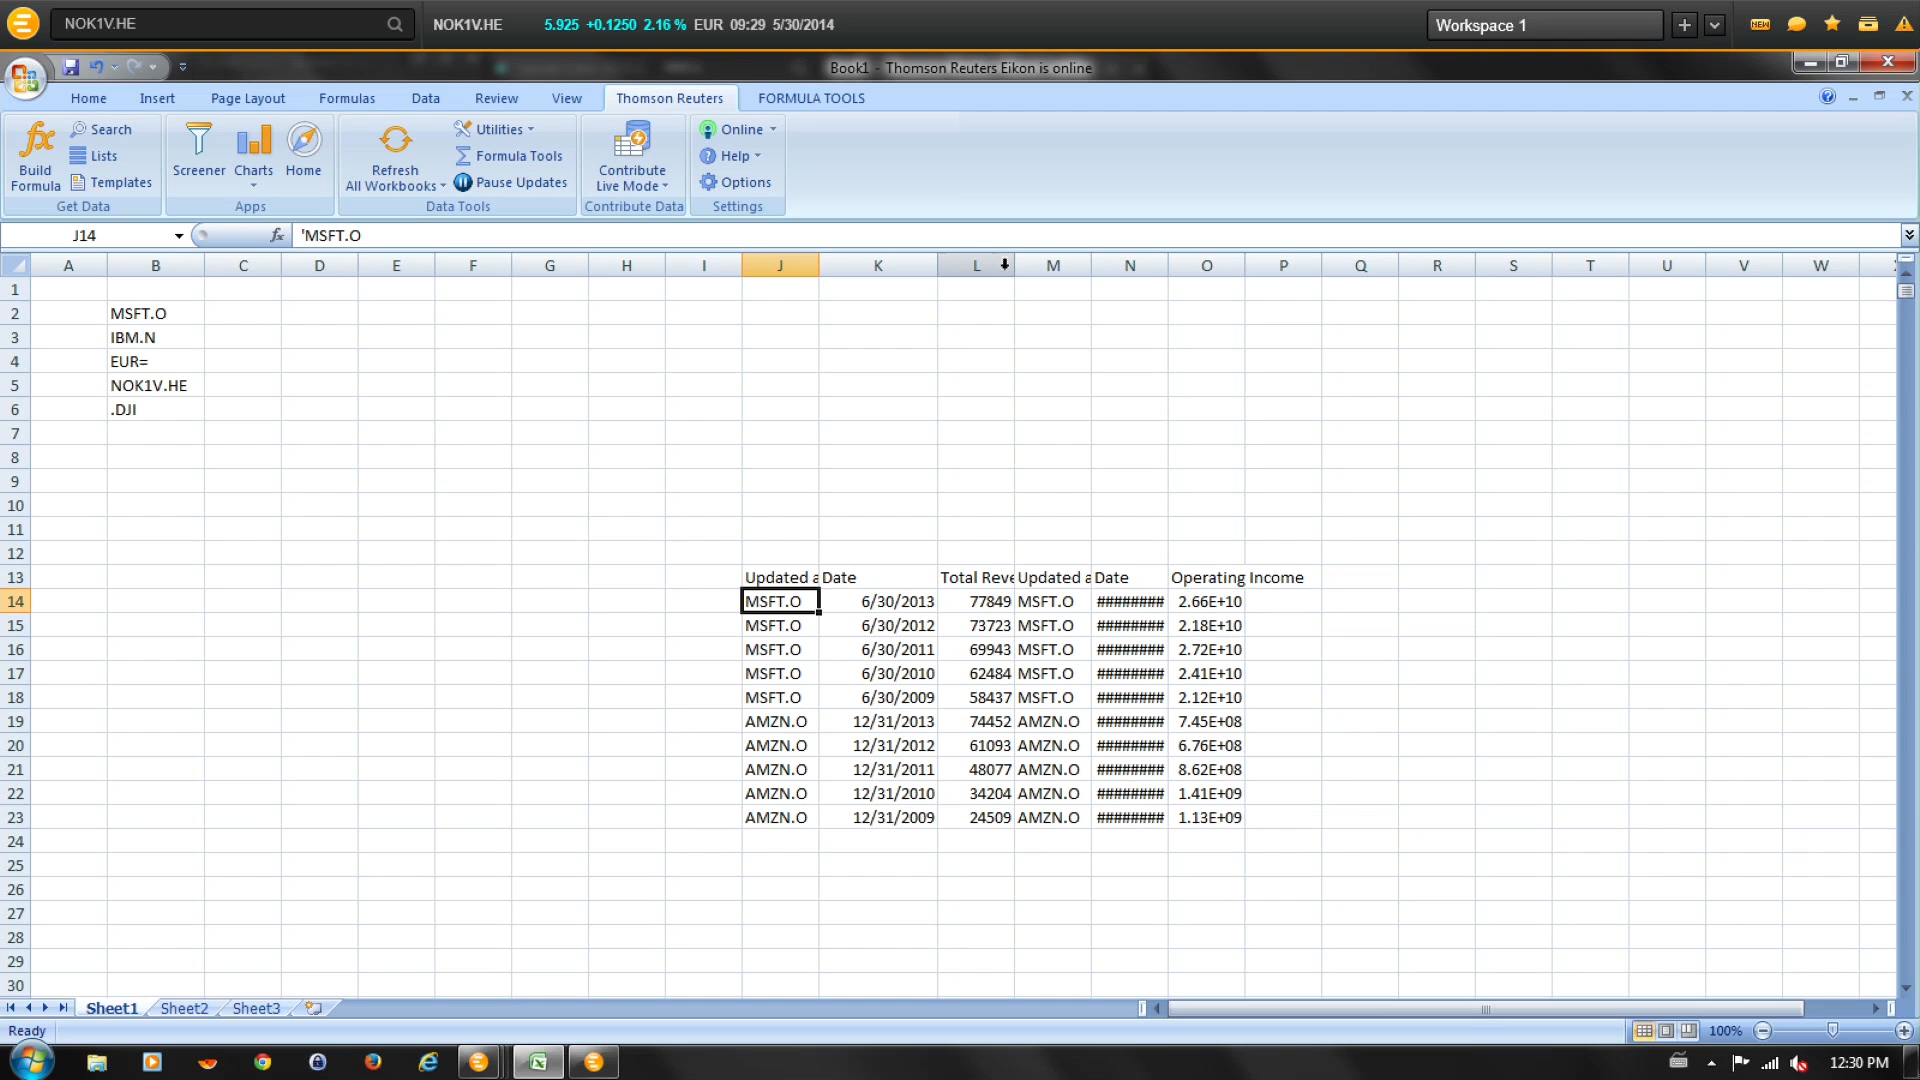 NOK1V.HE
NOK1V.HE 5.925 +0.1250 2.16 % EUR 09:29 5/30/2014
Workspace 1
NEW
Book1 - Thomson Reuters Eikon is online
Home Insert Page Layout Formulas Data Review View Thomson Reuters FORMULA TOOLS
Build Formula
Search
Lists
Templates
Get Data
Screener
Charts
Home
Apps
Refresh All Workbooks
Utilities
Formula Tools
Pause Updates
Data Tools
Contribute Live Mode
Contribute Data
Online
Help
Options
Settings
J14
fx
'MSFT.O
A B C D E F G H I J K L M N O P Q R S T U V W
1
2 MSFT.O
3 IBM.N
4 EUR=
5 NOK1V.HE
6 .DJI
7
8
9
10
11
12
13 Updated a Date Total Reve Updated a Date Operating Income
14 MSFT.O 6/30/2013 77849 MSFT.O ######## 2.66E+10
15 MSFT.O 6/30/2012 73723 MSFT.O ######## 2.18E+10
16 MSFT.O 6/30/2011 69943 MSFT.O ######## 2.72E+10
17 MSFT.O 6/30/2010 62484 MSFT.O ######## 2.41E+10
18 MSFT.O 6/30/2009 58437 MSFT.O ######## 2.12E+10
19 AMZN.O 12/31/2013 74452 AMZN.O ######## 7.45E+08
20 AMZN.O 12/31/2012 61093 AMZN.O ######## 6.76E+08
21 AMZN.O 12/31/2011 48077 AMZN.O ######## 8.62E+08
22 AMZN.O 12/31/2010 34204 AMZN.O ######## 1.41E+09
23 AMZN.O 12/31/2009 24509 AMZN.O ######## 1.13E+09
24
25
26
27
28
29
30
Sheet1 Sheet2 Sheet3
Ready
100%
12:30 PM